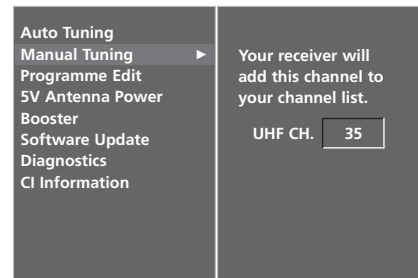 Auto Tuning
Manual Tuning ►
Programme Edit
5V Antenna Power
Booster
Software Update
Diagnostics
CI Information
Your receiver will
add this channel to
your channel list.
UHF CH. 35